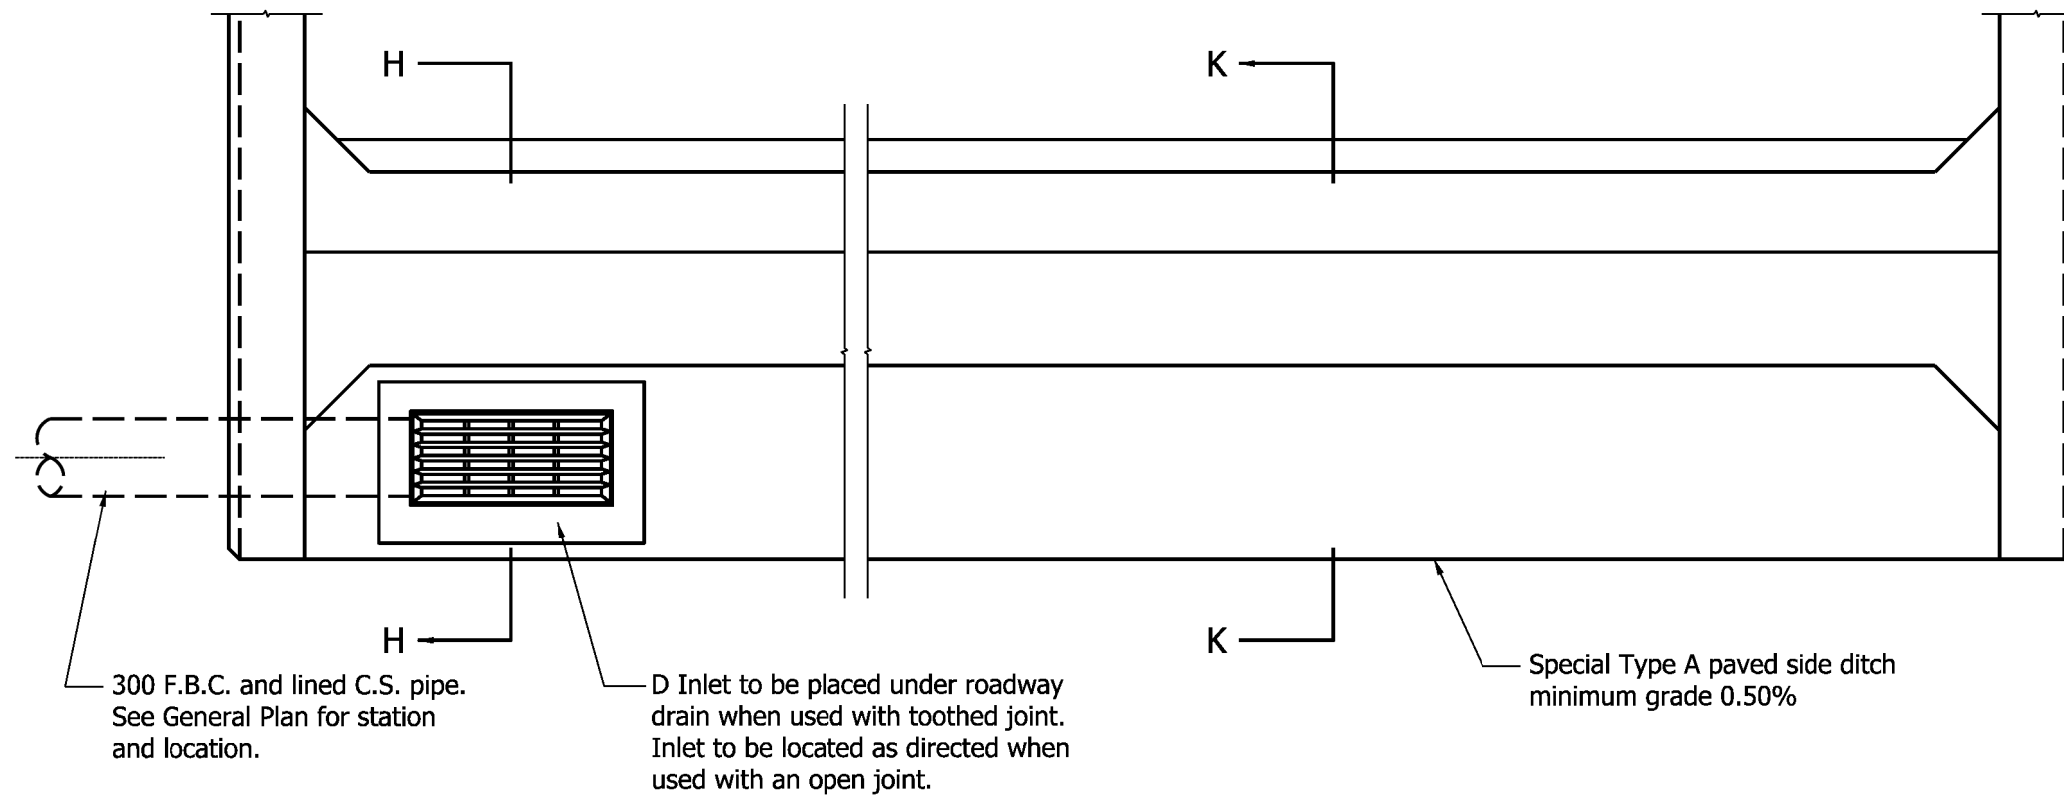 H
K
H
K
300 F.B.C. and lined C.S. pipe.
See General Plan for station
and location.
D Inlet to be placed under roadway
drain when used with toothed joint.
Inlet to be located as directed when
used with an open joint.
Special Type A paved side ditch
minimum grade 0.50%